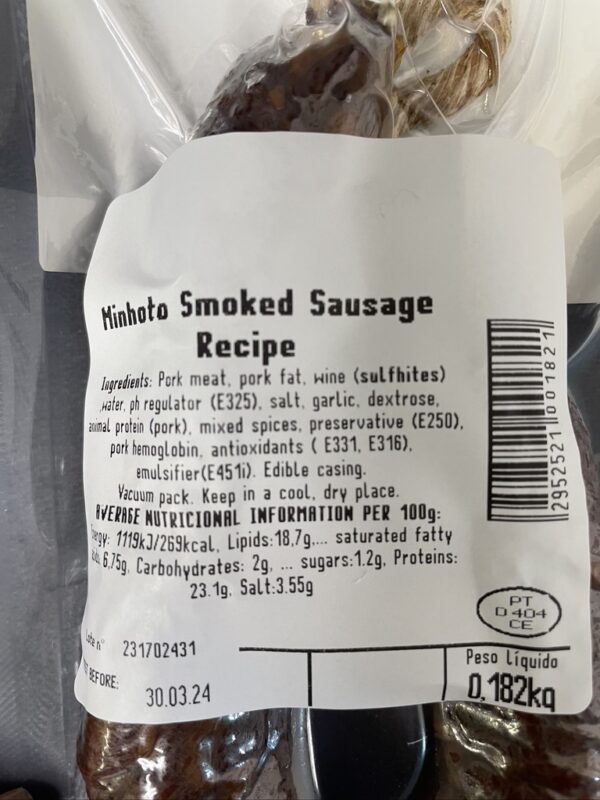 Minhoto Smoked Sausage
Recipe
Ingredients: Pork meat, pork fat, wine (sulfhites)
water, ph regulator (E325), salt, garlic, dextrose,
animal protein (pork), mixed spices, preservative (E250),
pork hemoglobin, antioxidants ( E331, E316),
emulsifier(E451i). Edible casing.
Vacuum pack. Keep in a cool, dry place.
AVERAGE NUTRICIONAL INFORMATION PER 100g:
Energy: 1119kJ/269kcal, Lipids:18,7g,... saturated fatty
6,75g, Carbohydrates: 2g, ... sugars:1.2g, Proteins:
23.1g, Salt:3.55g
2952521001821
PT
D 404
CE
Lote nº 231702431
BEFORE: 30.03.24
Peso líquido
0,182kg